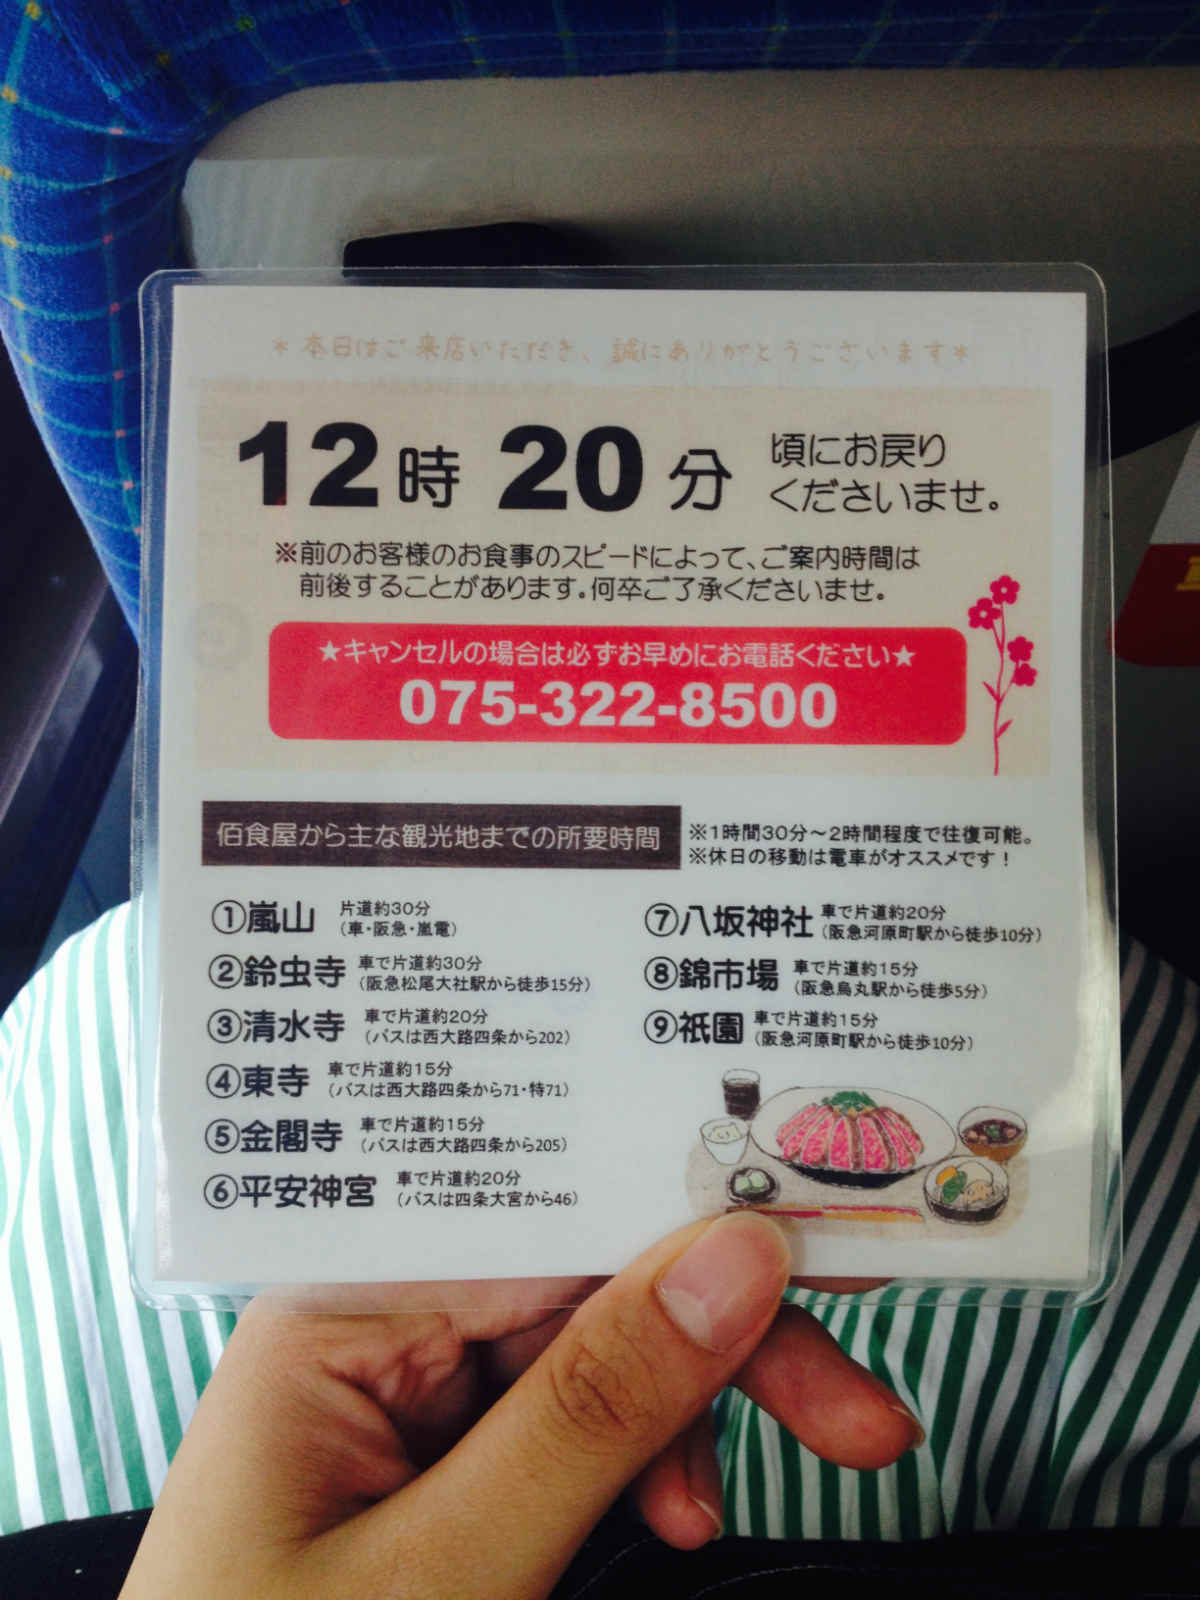 ＊本日はご来店いただき、誠にありがとうございます＊
12時20分 頃にお戻り
くださいませ。
※前のお客様のお食事のスピードによって、ご案内時間は
前後することがあります。何卒ご了承くださいませ。
★キャンセルの場合は必ずお早めにお電話ください★
075-322-8500
佰食屋から主な観光地までの所要時間
※1時間30分～2時間程度で往復可能。
※休日の移動は電車がオススメです！
①嵐山 片道約30分
（車・阪急・嵐電）
②鈴虫寺 車で片道約30分
（阪急松尾大社駅から徒歩15分）
③清水寺 車で片道約20分
（バスは西大路四条から202）
④東寺 車で片道約15分
（バスは西大路四条から71・特71）
⑤金閣寺 車で片道約15分
（バスは西大路四条から205）
⑥平安神宮 車で片道約20分
（バスは四条大宮から46）
⑦八坂神社 車で片道約20分
（阪急河原町駅から徒歩10分）
⑧錦市場 車で片道約15分
（阪急烏丸駅から徒歩5分）
⑨祇園 車で片道約15分
（阪急河原町駅から徒歩10分）